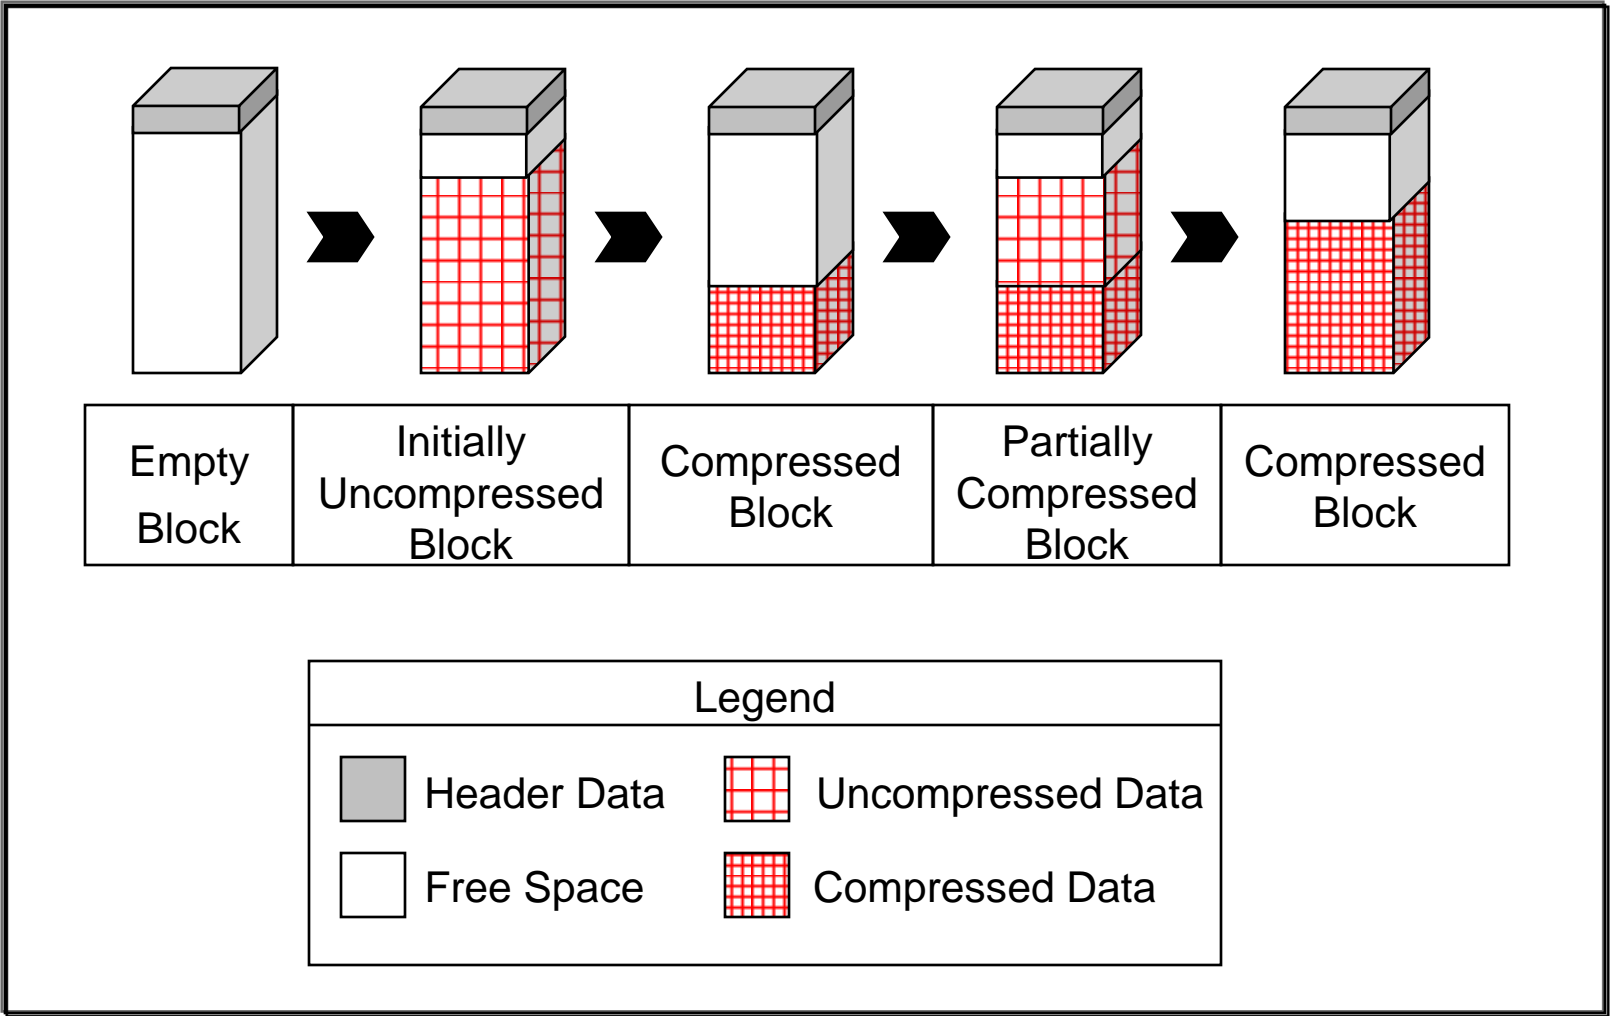 Empty
Block
Initially
Uncompressed
Block
Compressed
Block
Partially
Compressed
Block
Compressed
Block
Legend
Header Data
Uncompressed Data
Free Space
Compressed Data